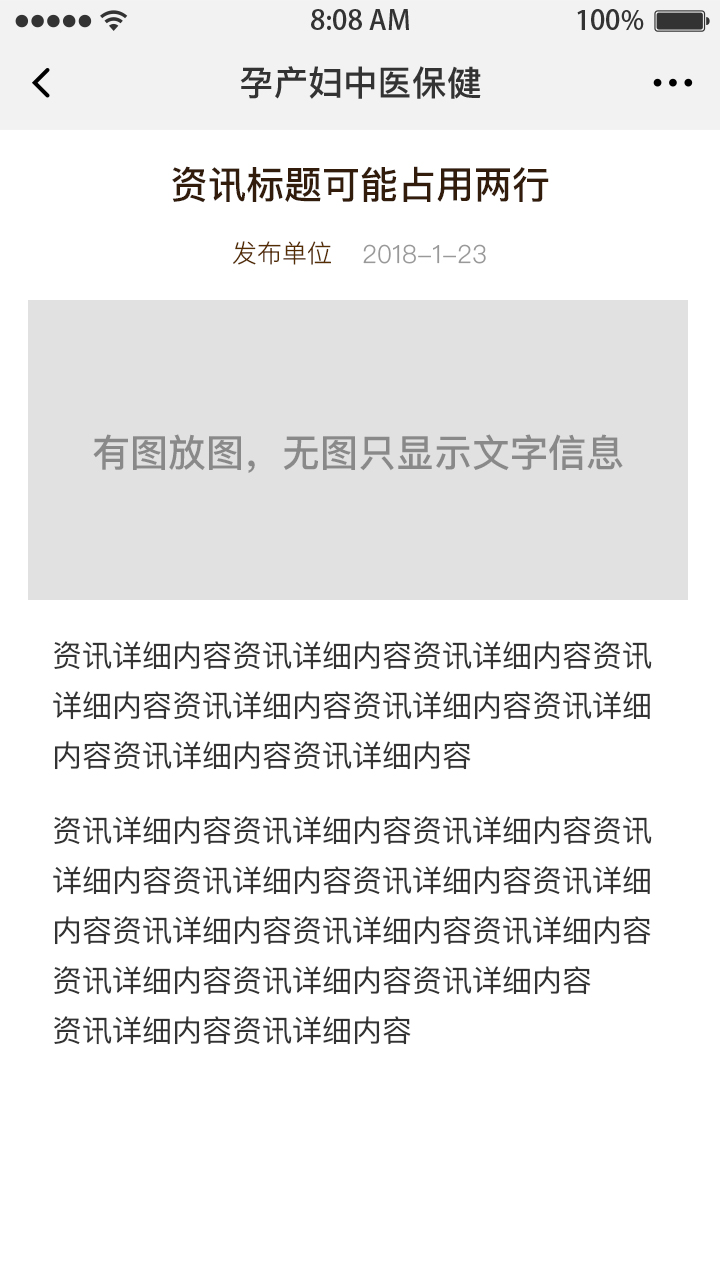 8:08 AM
100%
孕产妇中医保健
资讯标题可能占用两行
发布单位 2018-1-23
有图放图，无图只显示文字信息
资讯详细内容资讯详细内容资讯详细内容资讯
详细内容资讯详细内容资讯详细内容资讯详细
内容资讯详细内容资讯详细内容
资讯详细内容资讯详细内容资讯详细内容资讯
详细内容资讯详细内容资讯详细内容资讯详细
内容资讯详细内容资讯详细内容资讯详细内容
资讯详细内容资讯详细内容资讯详细内容
资讯详细内容资讯详细内容